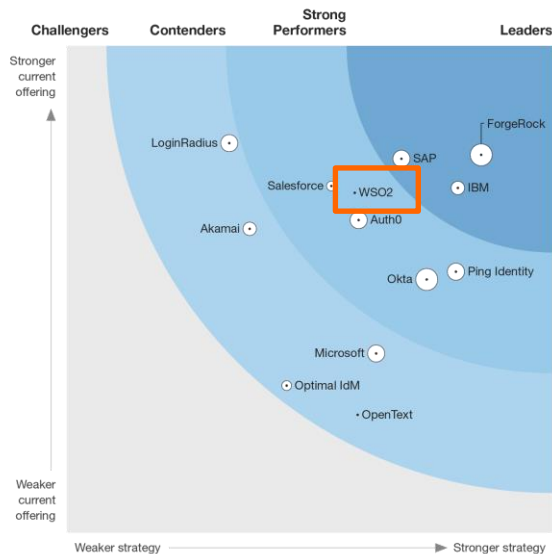 Challengers
Contenders
Strong
Performers
Leaders
Stronger
current
offering
ForgeRock
LoginRadius
SAP
Salesforce
WSO2
IBM
Akamai
Auth0
Okta
Ping Identity
Microsoft
Optimal IdM
OpenText
Weaker
current
offering
Weaker strategy
Stronger strategy